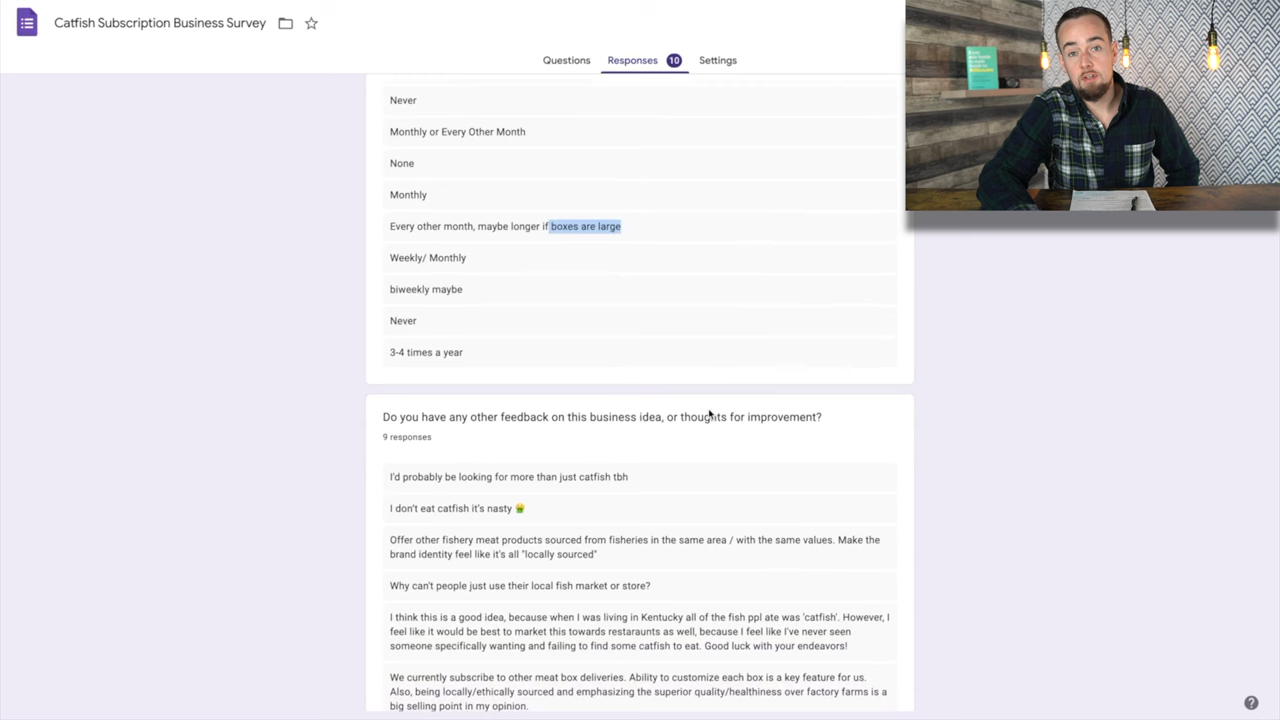 Catfish Subscription Business Survey
Questions
Responses 10
Settings
Never
Monthly or Every Other Month
None
Monthly
Every other month, maybe longer if boxes are large
Weekly/ Monthly
biweekly maybe
Never
3-4 times a year
Do you have any other feedback on this business idea, or thoughts for improvement?
9 responses
I'd probably be looking for more than just catfish tbh
I don't eat catfish it's nasty 🤮
Offer other fishery meat products sourced from fisheries in the same area / with the same values. Make the
brand identity feel like it's all "locally sourced"
Why can't people just use their local fish market or store?
I think this is a good idea, because when I was living in Kentucky all of the fish ppl ate was 'catfish'. However, I
feel like it would be best to market this towards restaraunts as well, because I feel like I've never seen
someone specifically wanting and failing to find some catfish to eat. Good luck with your endeavors!
We currently subscribe to other meat box deliveries. Ability to customize each box is a key feature for us.
Also, being locally/ethically sourced and emphasizing the superior quality/healthiness over factory farms is a
big selling point in my opinion.